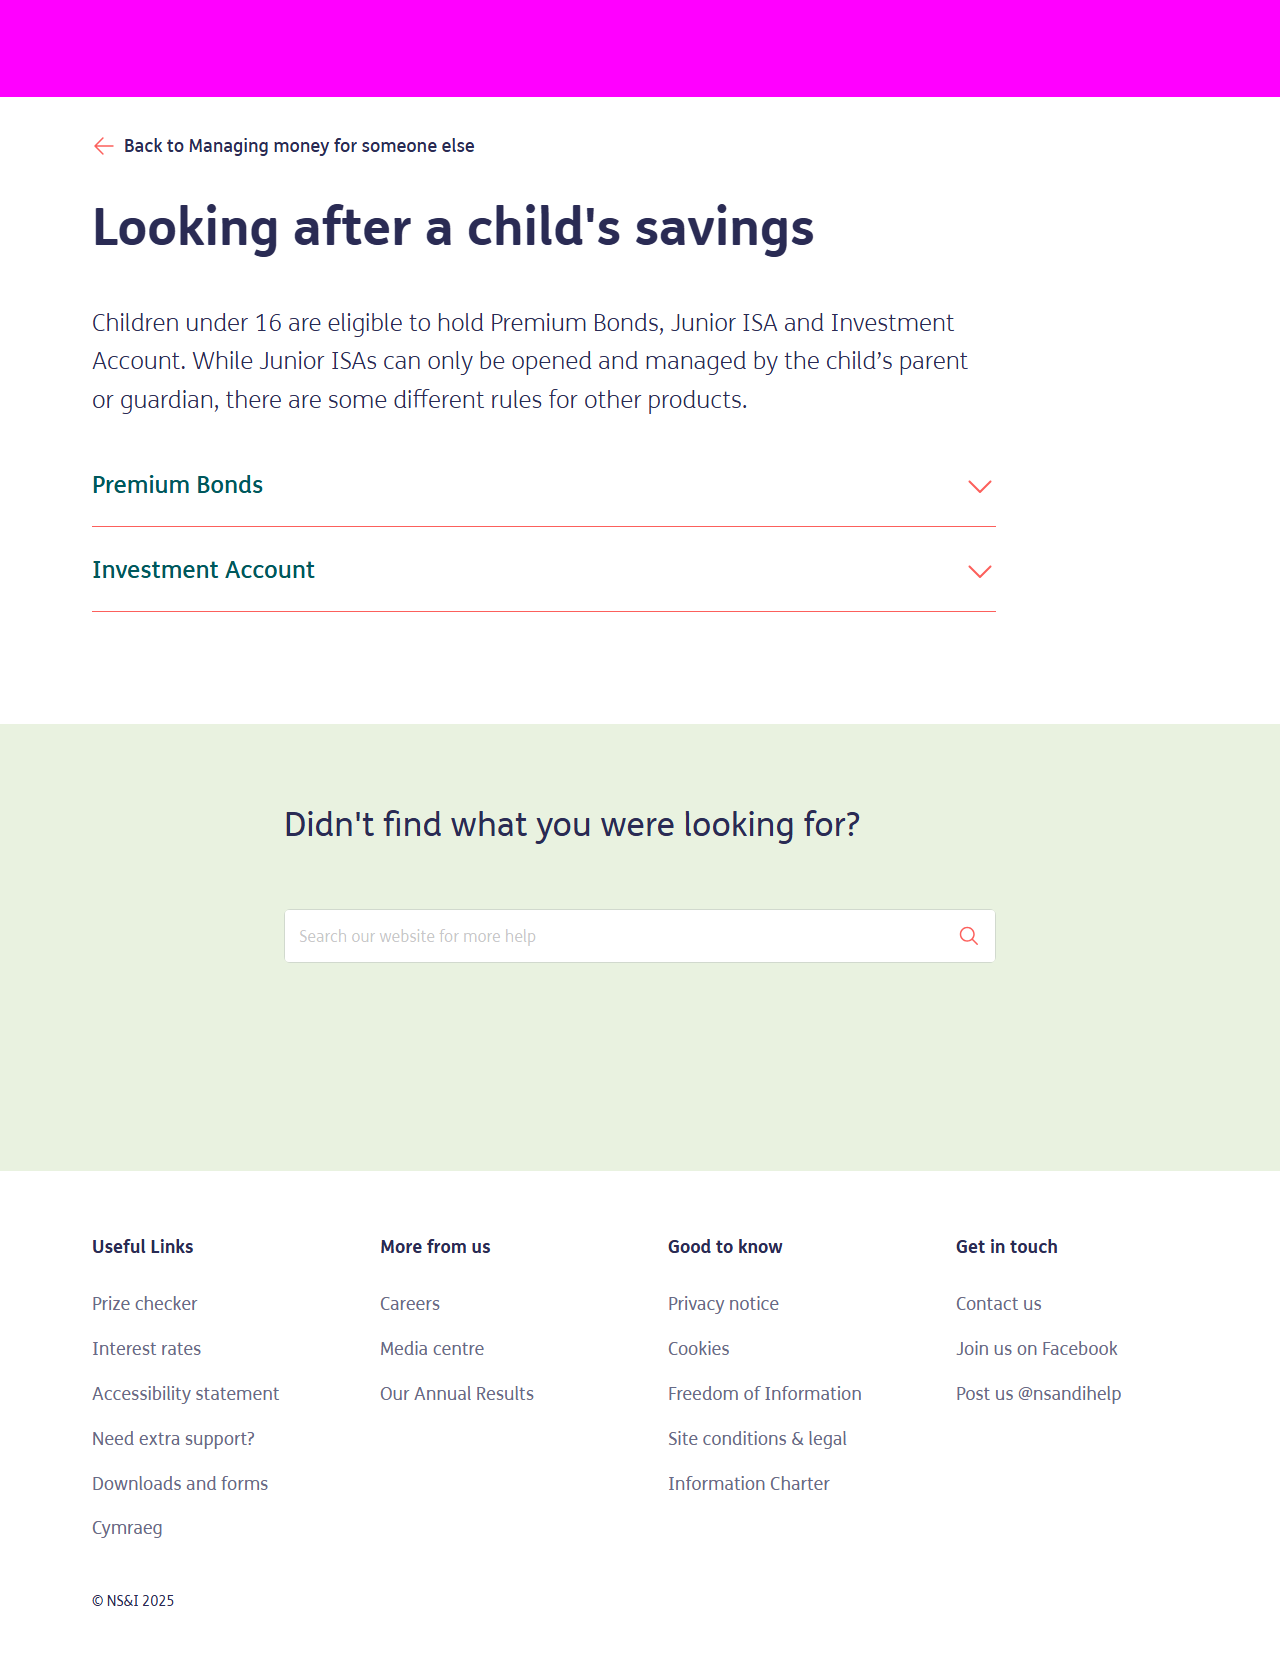 Back to Managing money for someone else
Looking after a child's savings
Children under 16 are eligible to hold Premium Bonds, Junior ISA and Investment
Account. While Junior ISAs can only be opened and managed by the child’s parent
or guardian, there are some different rules for other products.
Premium Bonds
Investment Account
Didn't find what you were looking for?
Search our website for more help
Useful Links
Prize checker
Interest rates
Accessibility statement
Need extra support?
Downloads and forms
Cymraeg
More from us
Careers
Media centre
Our Annual Results
Good to know
Privacy notice
Cookies
Freedom of Information
Site conditions & legal
Information Charter
Get in touch
Contact us
Join us on Facebook
Post us @nsandihelp
© NS&I 2025